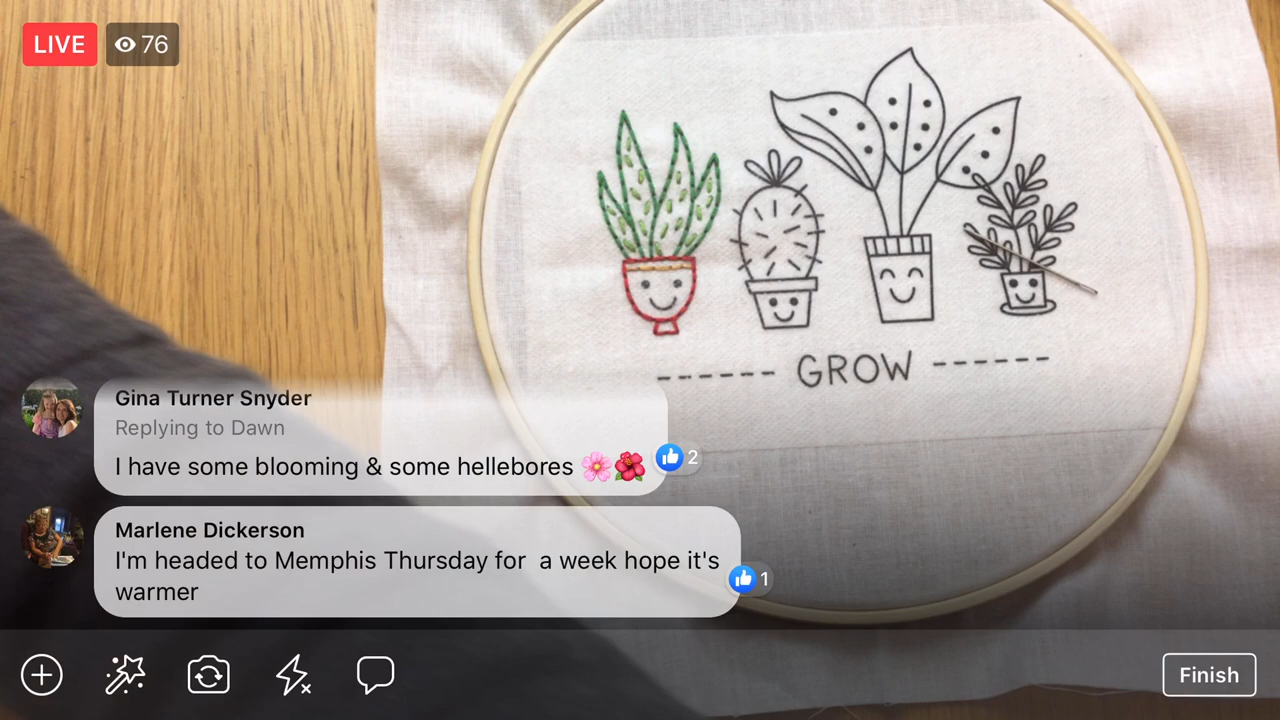 LIVE 76
GROW
Gina Turner Snyder
Replying to Dawn
I have some blooming & some hellebores 🌸🌺
2
Marlene Dickerson
I'm headed to Memphis Thursday for  a week hope it's
warmer
1
Finish